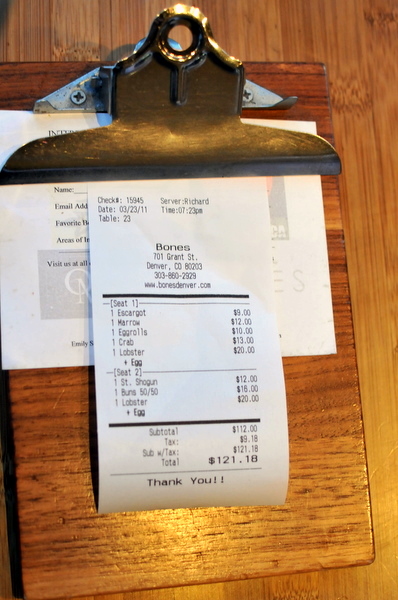 INTER
Name:
Email Add
Favorite Be
Areas of In
Visit us at all
Emily S
Check#: 15945 Server:Richard
Date: 03/23/11 Time:07:23pm
Table: 23
Bones
701 Grant St.
Denver, CO 80203
303-860-2929
www.bonesdenver.com
[Seat 1]
1 Escargot $9.00
1 Marrow $12.00
1 Eggrolls $10.00
1 Crab $13.00
1 Lobster $20.00
+ Egg
[Seat 2]
1 St. Shogun $12.00
1 Buns 50/50 $16.00
1 Lobster $20.00
+ Egg
Subtotal $112.00
Tax: $9.18
Sub w/Tax: $121.18
Total $121.18
Thank You!!